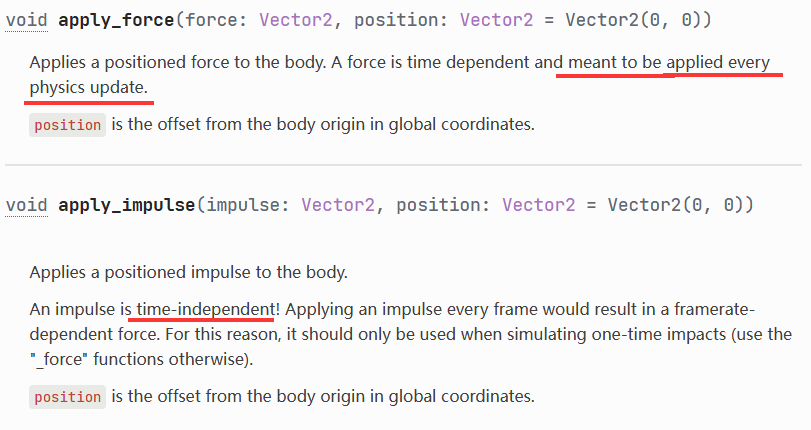 void apply_force(force: Vector2, position: Vector2 = Vector2(0, 0))
Applies a positioned force to the body. A force is time dependent and meant to be applied every
physics update.
position is the offset from the body origin in global coordinates.
void apply_impulse(impulse: Vector2, position: Vector2 = Vector2(0, 0))
Applies a positioned impulse to the body.
An impulse is time-independent! Applying an impulse every frame would result in a framerate-
dependent force. For this reason, it should only be used when simulating one-time impacts (use the
"_force" functions otherwise).
position is the offset from the body origin in global coordinates.